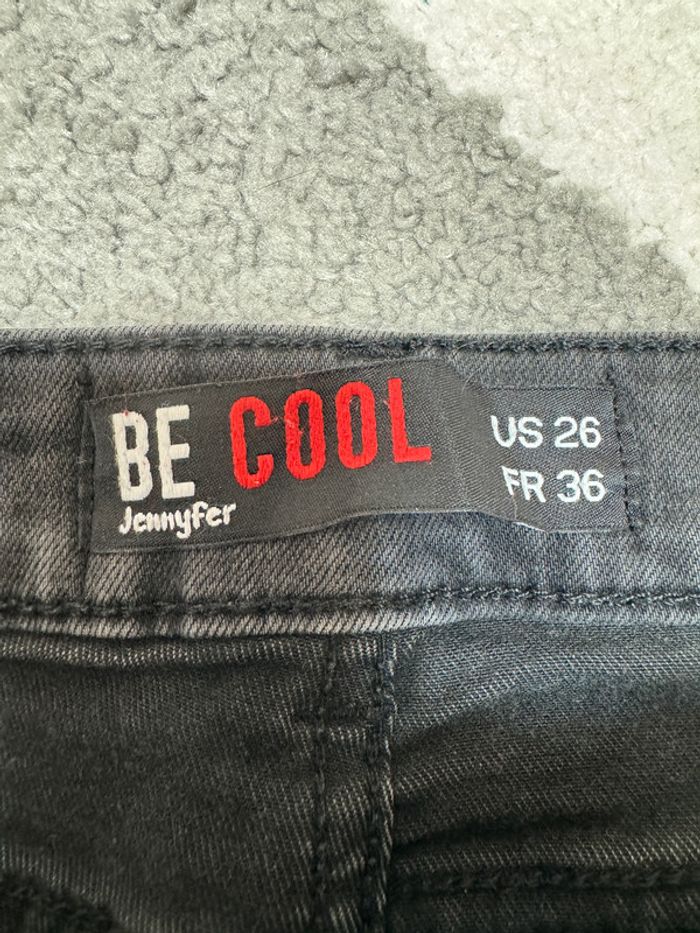 BE COOL
Jennyfer
US 26
FR 36